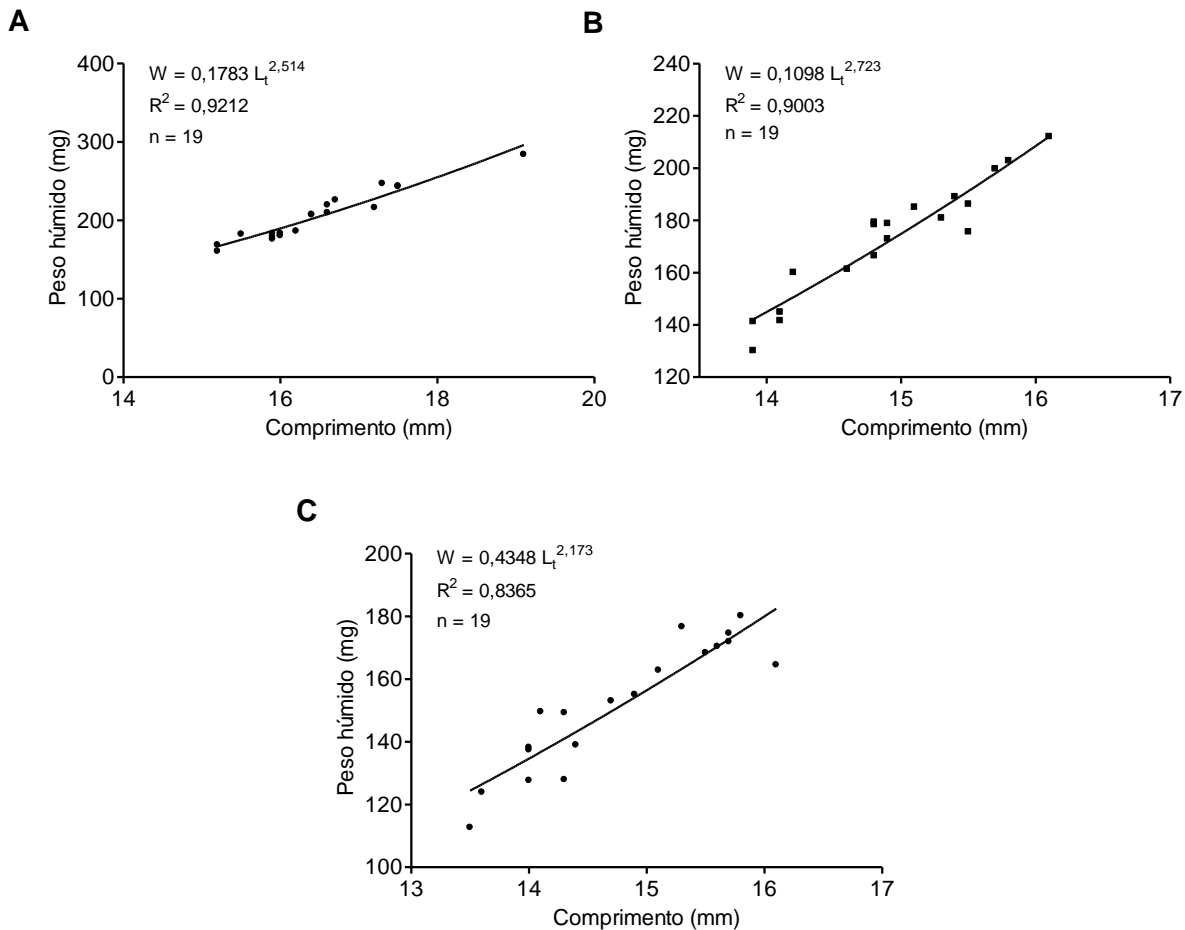 A
W = 0,1783 Lₜ²,⁵¹⁴
R² = 0,9212
n = 19
400
300
200
100
0
Peso húmido (mg)
14 16 18 20
Comprimento (mm)
B
W = 0,1098 Lₜ²,⁷²³
R² = 0,9003
n = 19
240
220
200
180
160
140
120
Peso húmido (mg)
14 15 16 17
Comprimento (mm)
C
W = 0,4348 Lₜ²,¹⁷³
R² = 0,8365
n = 19
200
180
160
140
120
100
Peso húmido (mg)
13 14 15 16 17
Comprimento (mm)